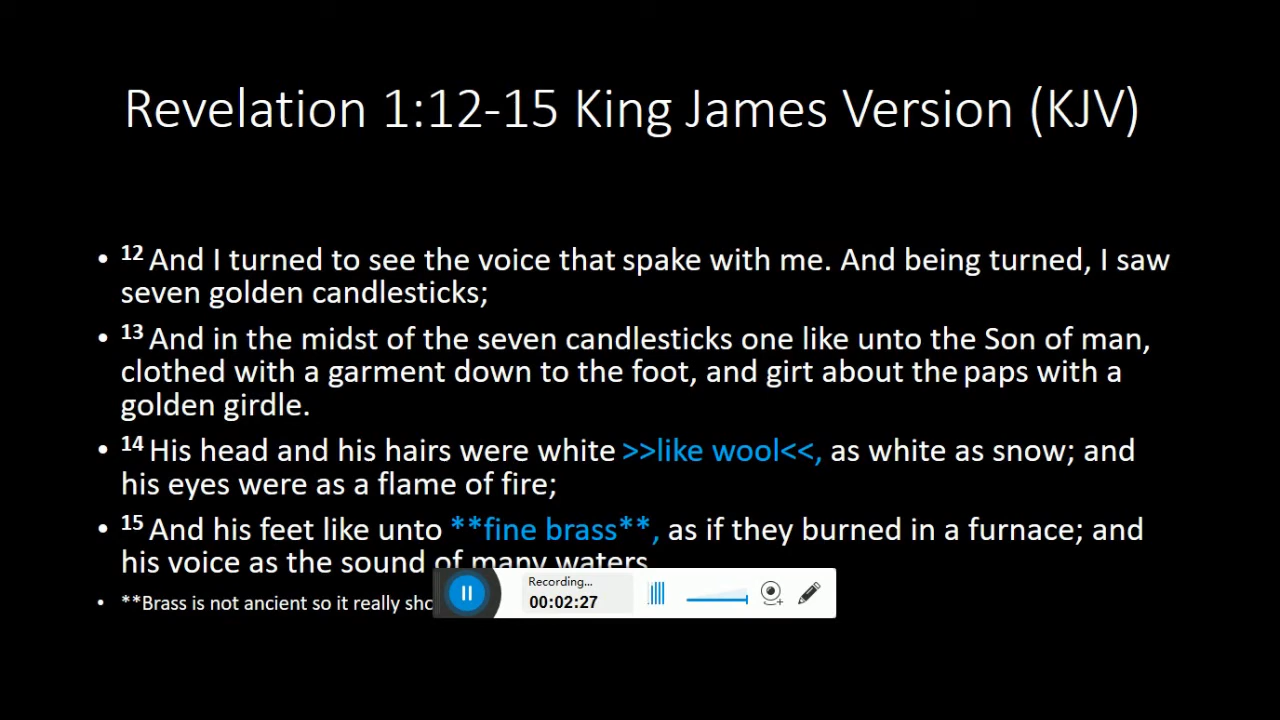 Revelation 1:12-15 King James Version (KJV)
• 12 And I turned to see the voice that spake with me. And being turned, I saw
seven golden candlesticks;
• 13 And in the midst of the seven candlesticks one like unto the Son of man,
clothed with a garment down to the foot, and girt about the paps with a
golden girdle.
• 14 His head and his hairs were white >>like wool<<, as white as snow; and
his eyes were as a flame of fire;
• 15 And his feet like unto **fine brass**, as if they burned in a furnace; and
his voice as the sound of many waters
• **Brass is not ancient so it really
Recording...
00:02:27